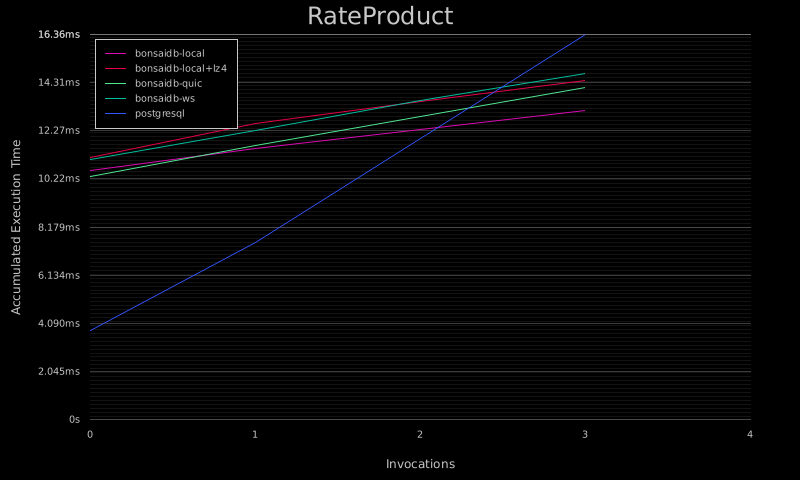 RateProduct
16.36ms
14.31ms
12.27ms
10.22ms
8.179ms
6.134ms
4.090ms
2.045ms
0s
bonsaidb-local
bonsaidb-local+lz4
bonsaidb-quic
bonsaidb-ws
postgresql
Accumulated Execution Time
0 1 2 3 4
Invocations